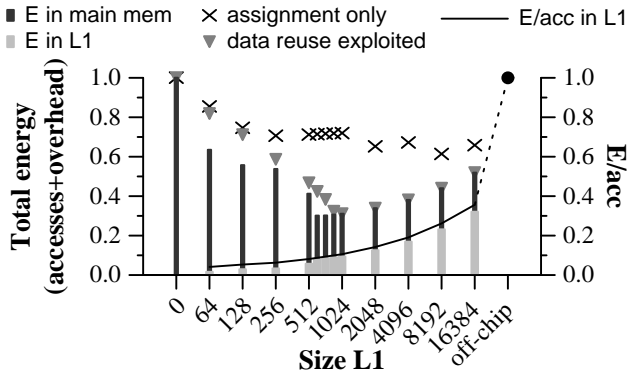 E in main mem
assignment only
E/acc in L1
E in L1
data reuse exploited
Total energy
(accesses+overhead)
1.0
0.8
0.6
0.4
0.2
0.0
1.0
0.8
0.6
0.4
0.2
0.0
E/acc
0
64
128
256
512
1024
2048
4096
8192
16384
off-chip
Size L1